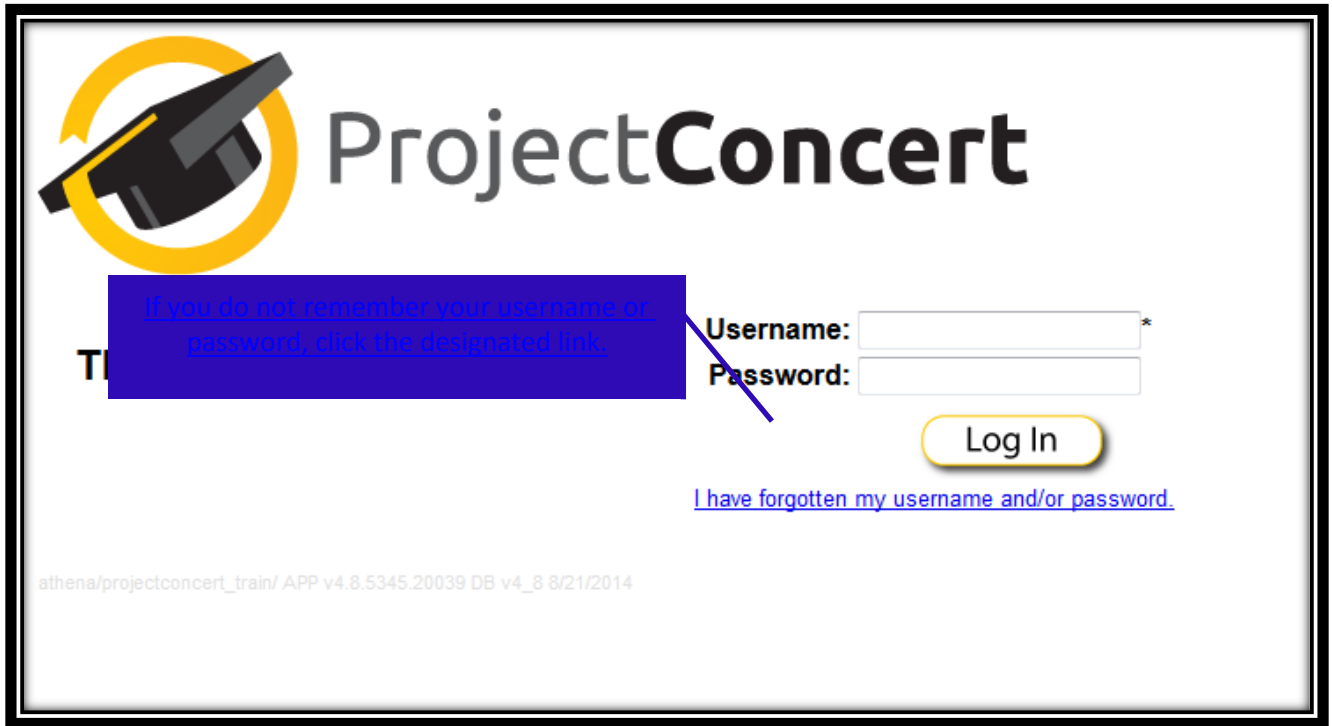 ProjectConcert
If you do not remember your username or
password, click the designated link.
Username: *
Password:
Log In
I have forgotten my username and/or password.
athena/projectconcert_train/ APP v4.8.5345.20039 DB v4_8 8/21/2014